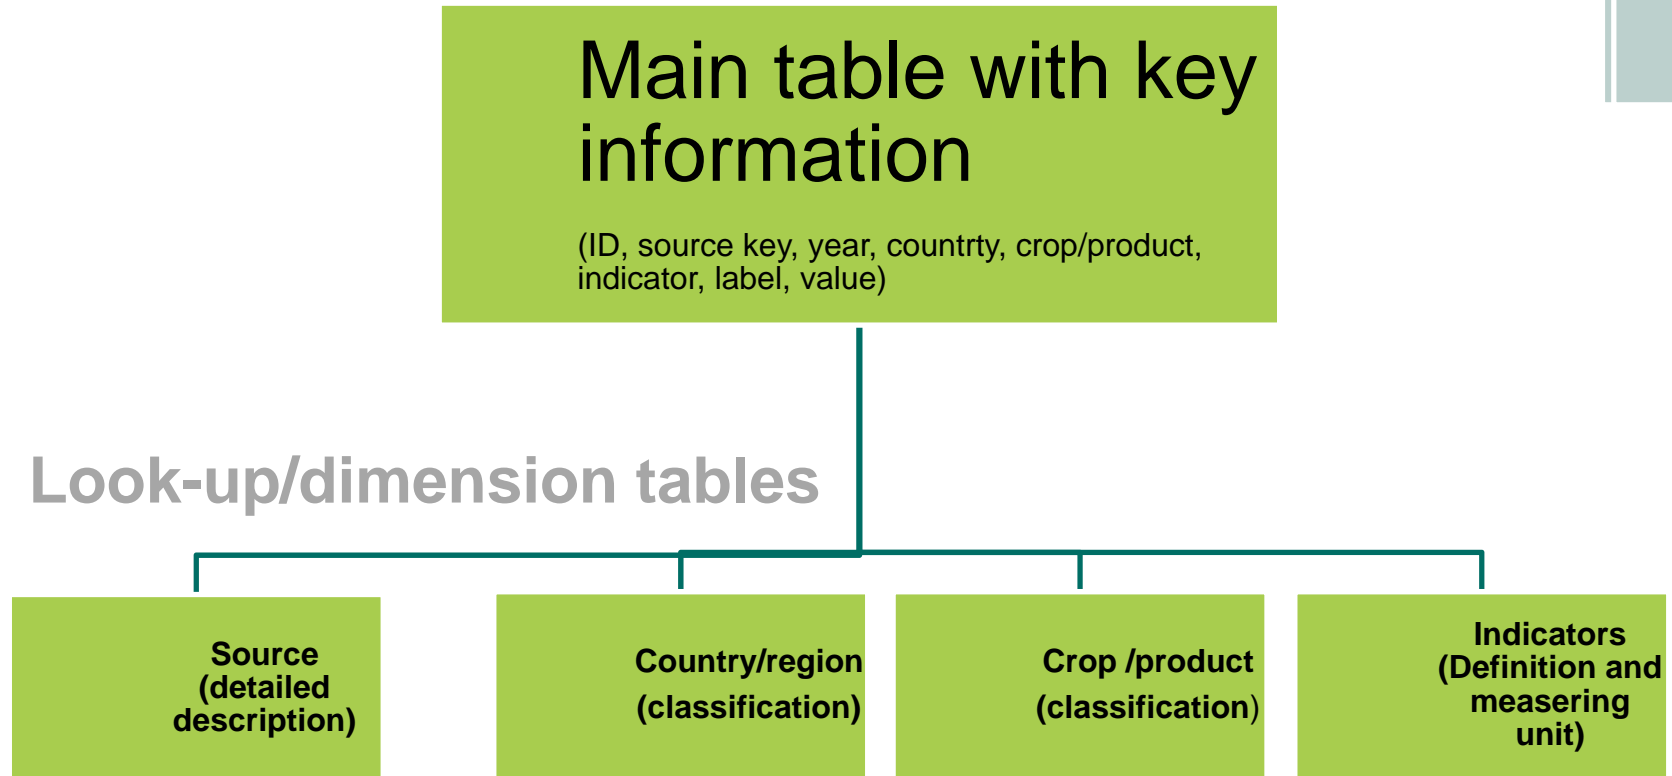 Main table with key
information
(ID, source key, year, countrty, crop/product,
indicator, label, value)
Look-up/dimension tables
Source
(detailed
description)
Country/region
(classification)
Crop /product
(classification)
Indicators
(Definition and
measering
unit)